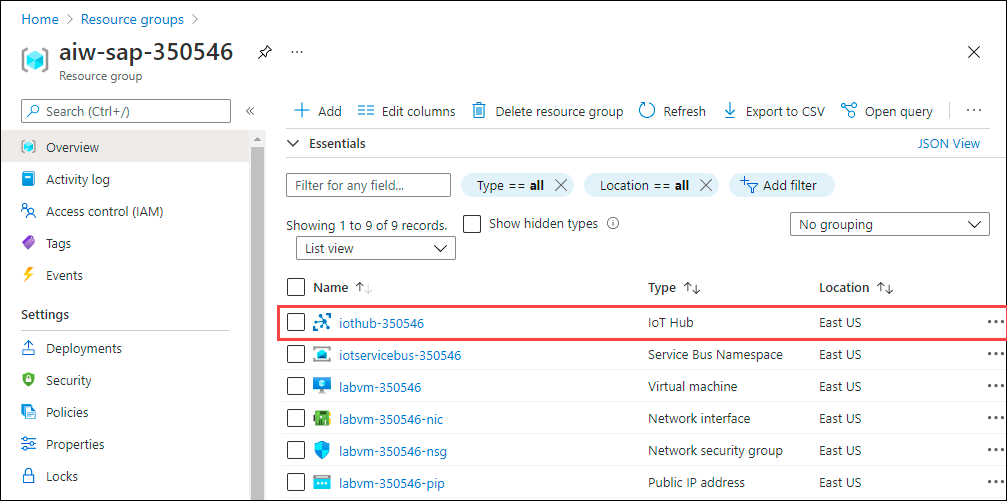 Home > Resource groups >
aiw-sap-350546 ...
Resource group
Search (Ctrl+/) «
Overview
Activity log
Access control (IAM)
Tags
Events
Settings
Deployments
Security
Policies
Properties
Locks
Add Edit columns Delete resource group Refresh Export to CSV Open query ...
Essentials JSON View
Filter for any field... Type == all Location == all Add filter
Showing 1 to 9 of 9 records. Show hidden types No grouping
List view
Name Type Location
iothub-350546 IoT Hub East US ...
iotservicebus-350546 Service Bus Namespace East US ...
labvm-350546 Virtual machine East US ...
labvm-350546-nic Network interface East US ...
labvm-350546-nsg Network security group East US ...
labvm-350546-pip Public IP address East US ...